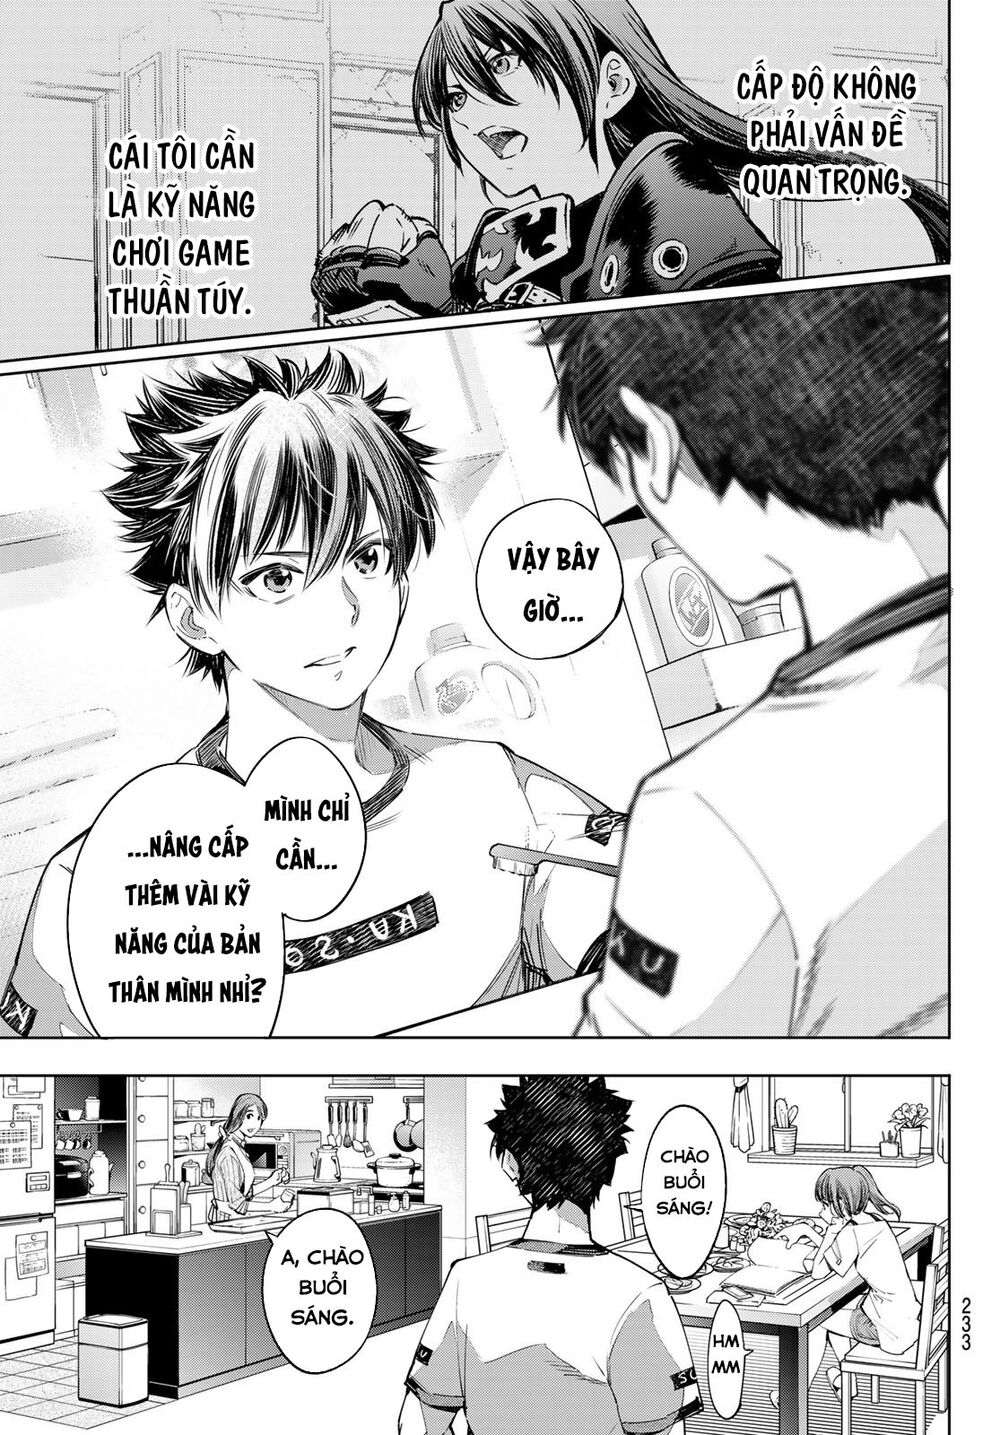 CẤP ĐỘ KHÔNG
PHẢI VẤN ĐỀ
QUAN TRỌNG.
CÁI TÔI CẦN
LÀ KỸ NĂNG
CHƠI GAME
THUẦN TÚY.
VẬY BÂY
GIỜ...
MÌNH CHỈ
CẦN...
...NÂNG CẤP
THÊM VÀI KỸ
NĂNG CỦA BẢN
THÂN MÌNH NHỈ?
SU
CHÀO
BUỔI
SÁNG!
A, CHÀO
BUỔI
SÁNG.
HM
MM
233